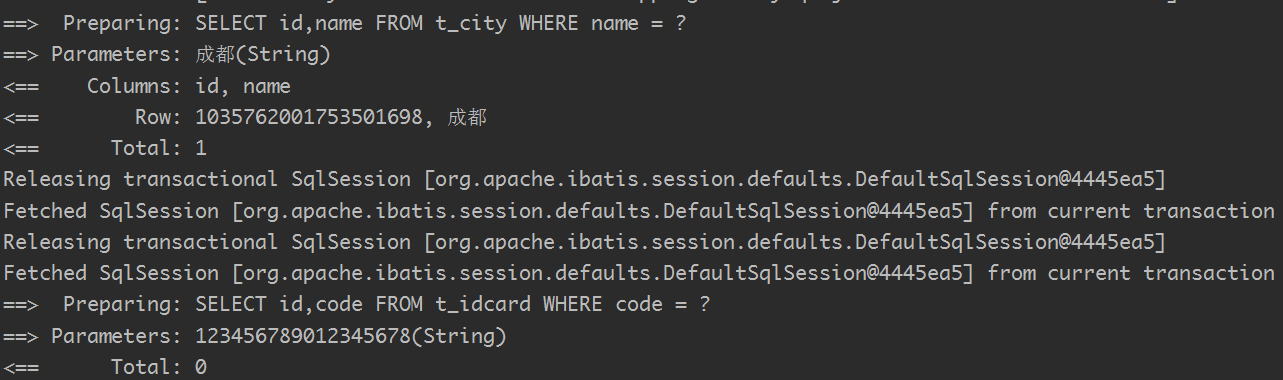 ==>  Preparing: SELECT id,name FROM t_city WHERE name = ?
==> Parameters: 成都(String)
<==    Columns: id, name
<==        Row: 1035762001753501698, 成都
<==      Total: 1
Releasing transactional SqlSession [org.apache.ibatis.session.defaults.DefaultSqlSession@4445ea5]
Fetched SqlSession [org.apache.ibatis.session.defaults.DefaultSqlSession@4445ea5] from current transaction
Releasing transactional SqlSession [org.apache.ibatis.session.defaults.DefaultSqlSession@4445ea5]
Fetched SqlSession [org.apache.ibatis.session.defaults.DefaultSqlSession@4445ea5] from current transaction
==>  Preparing: SELECT id,code FROM t_idcard WHERE code = ?
==> Parameters: 123456789012345678(String)
<==      Total: 0